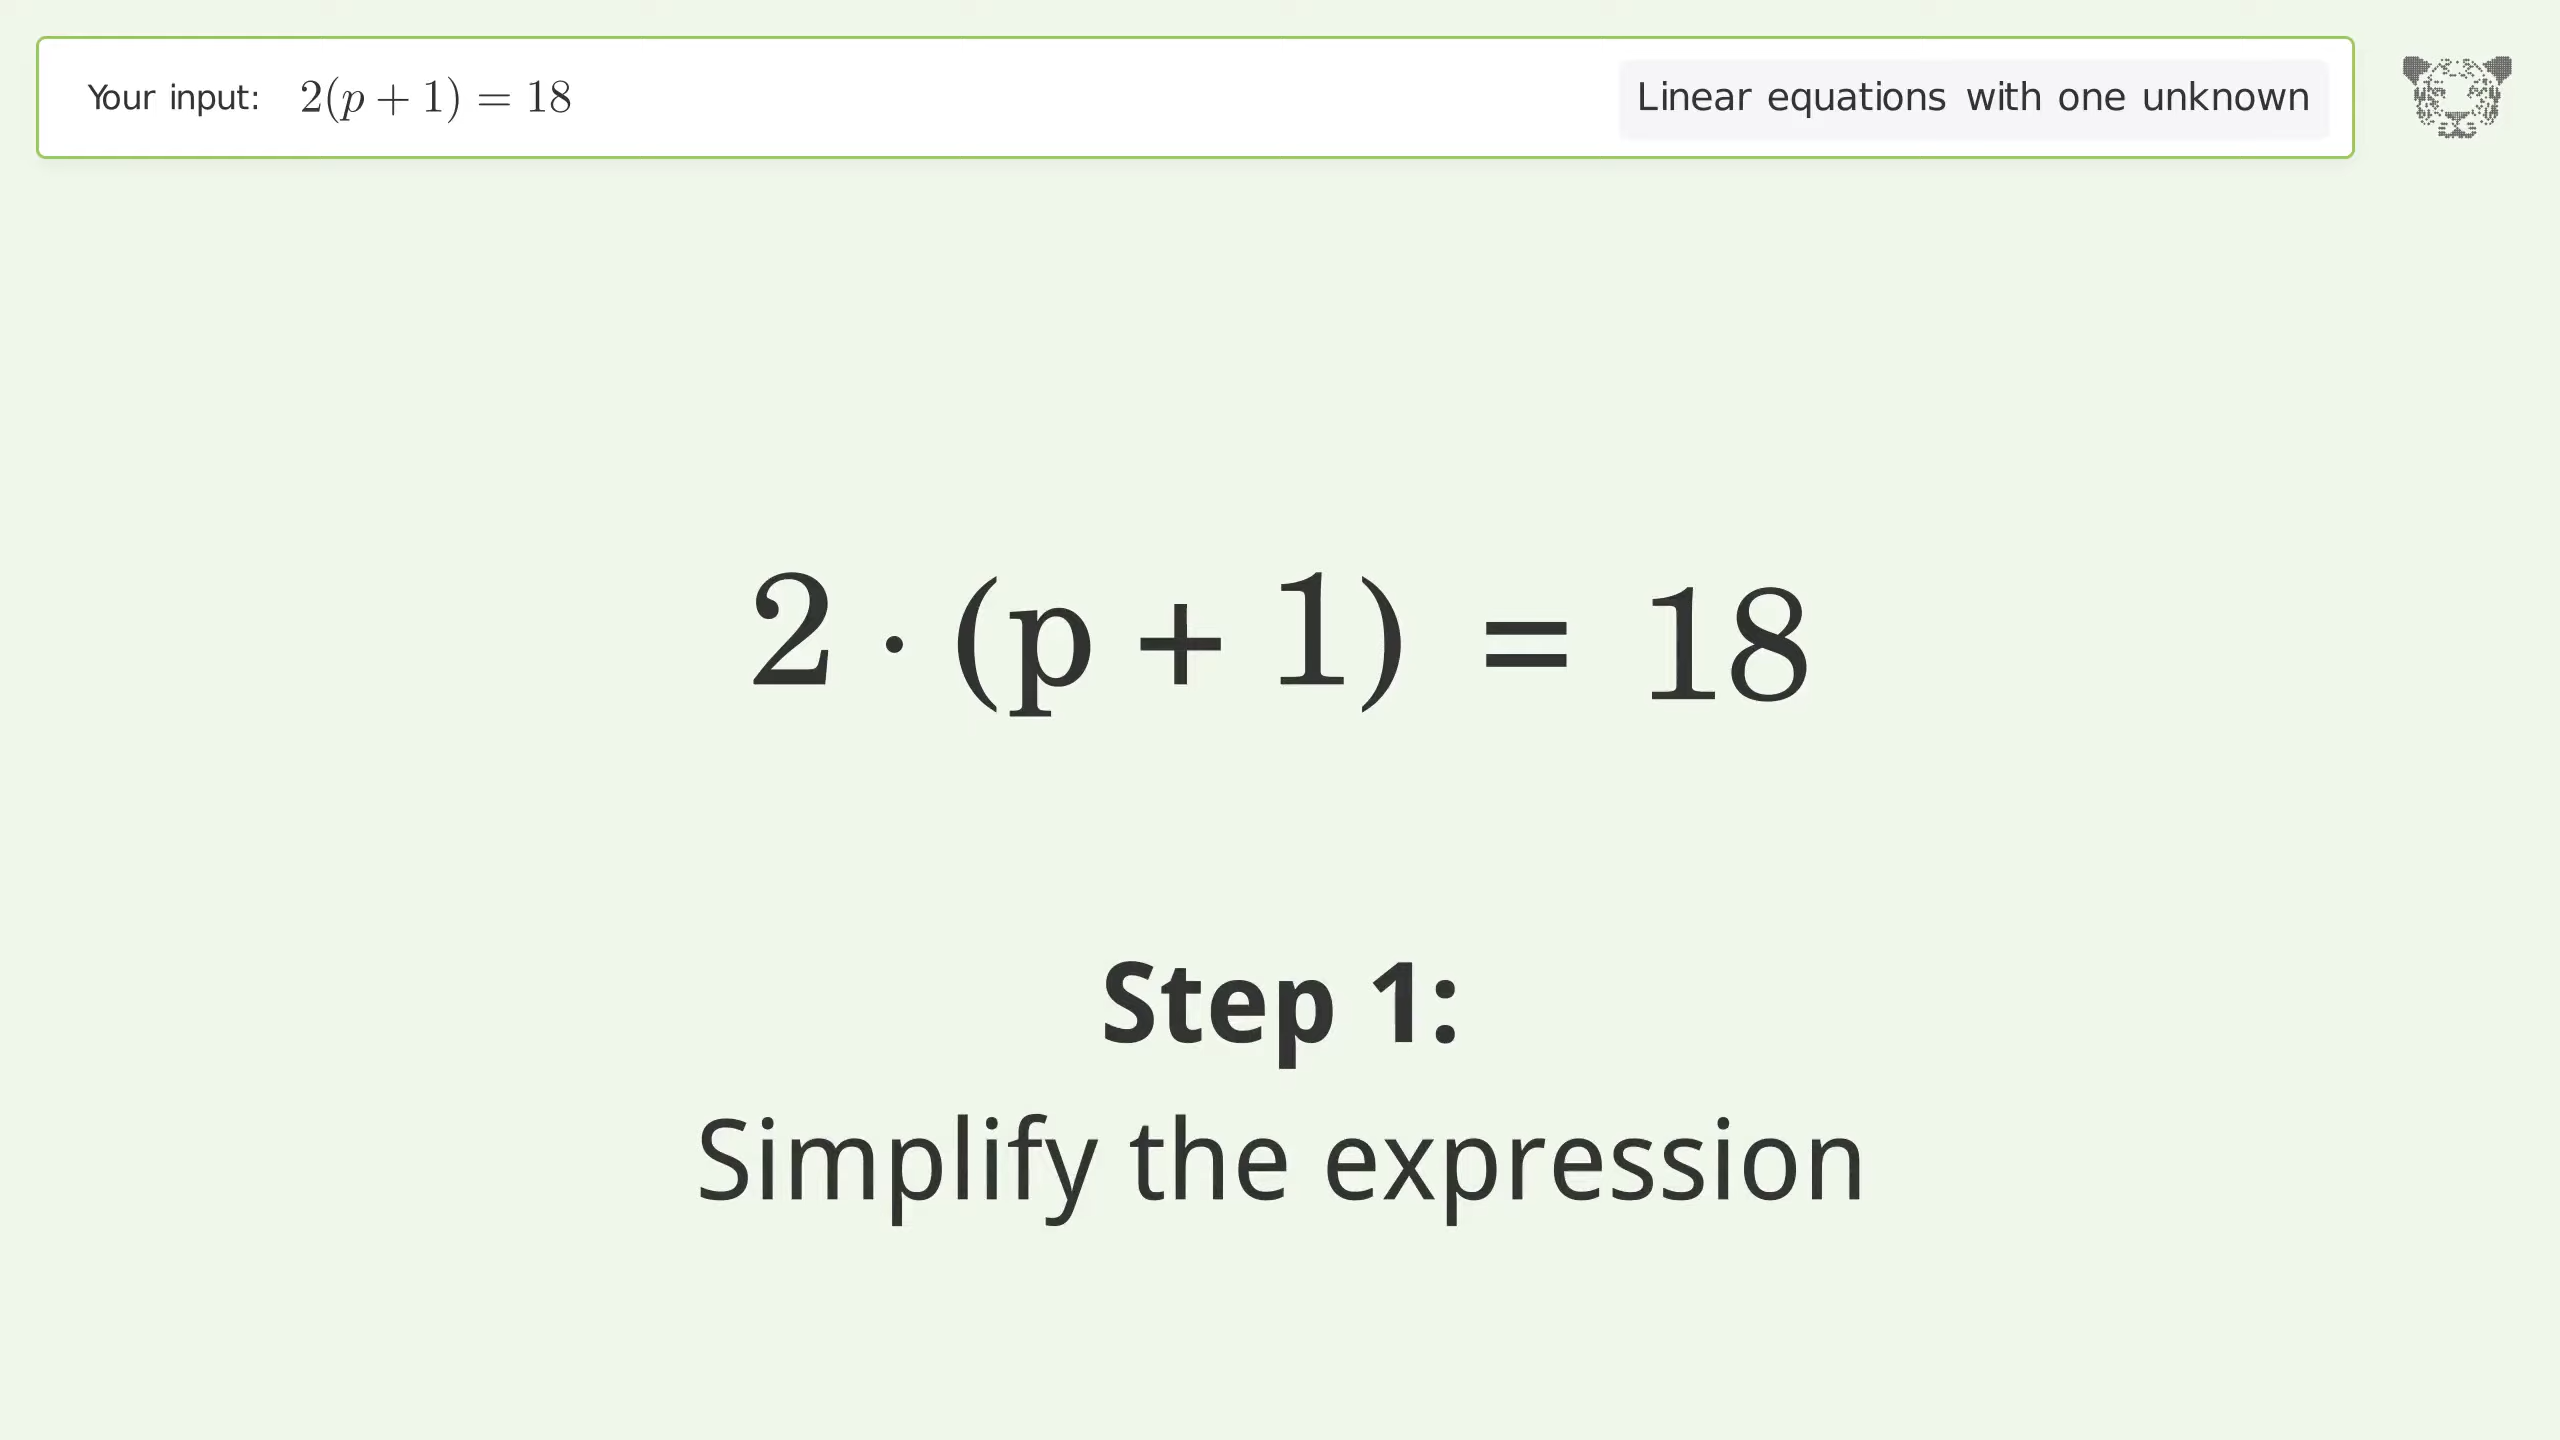 Your input: 2(p + 1) = 18
Linear equations with one unknown
2 · (p + 1) = 18
Step 1:
Simplify the expression